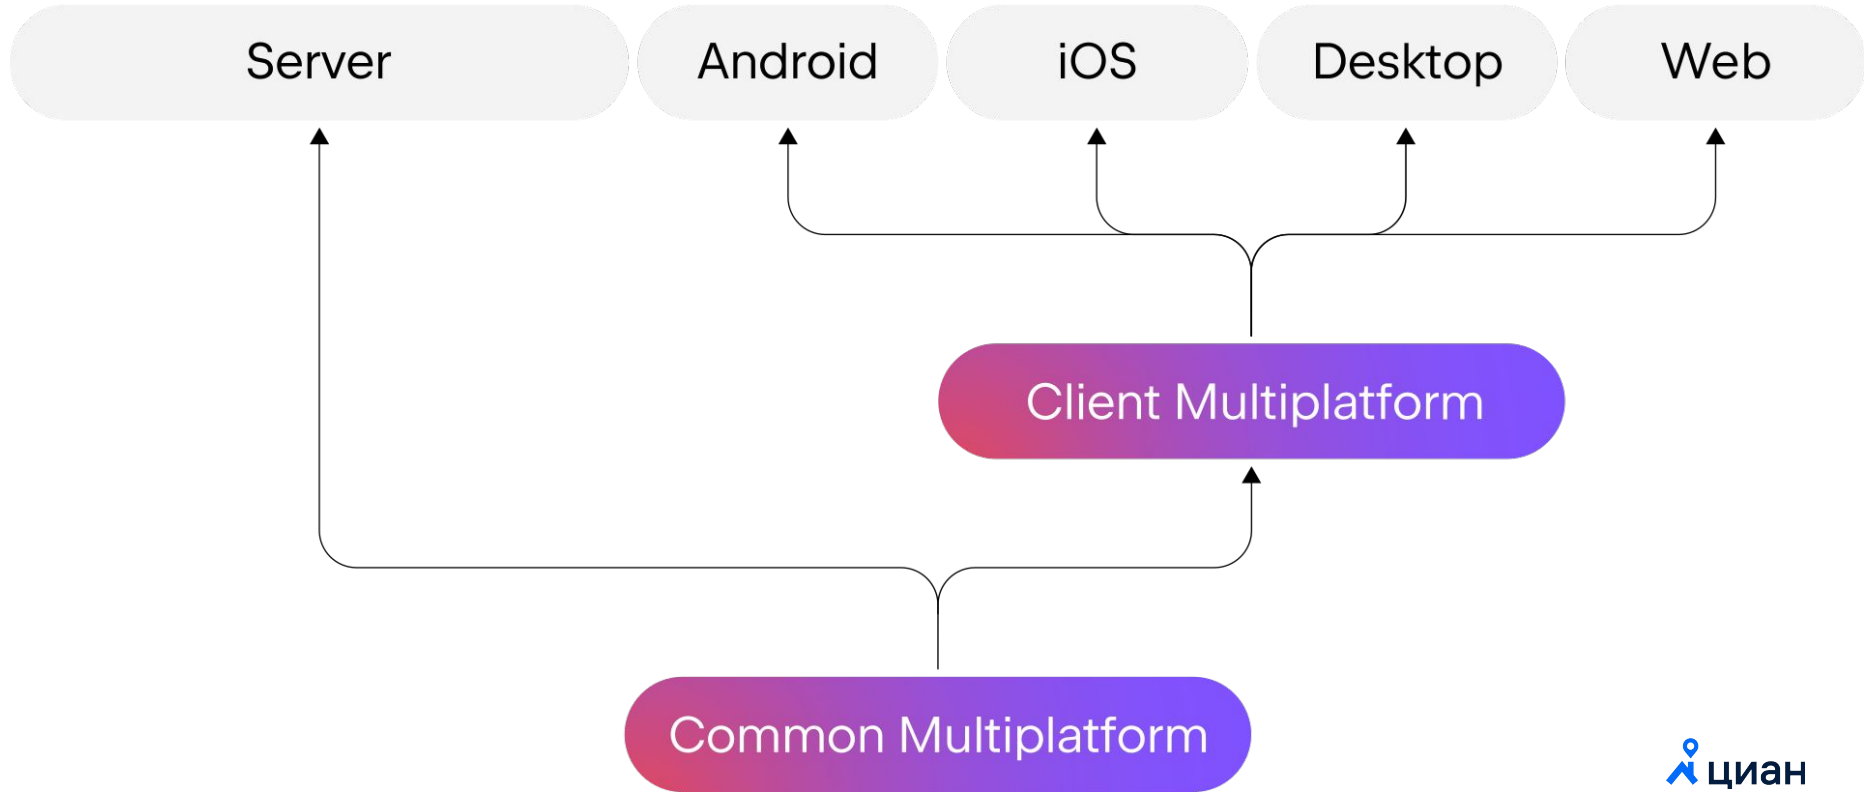 Server
Android
iOS
Desktop
Web
Client Multiplatform
Common Multiplatform
циан